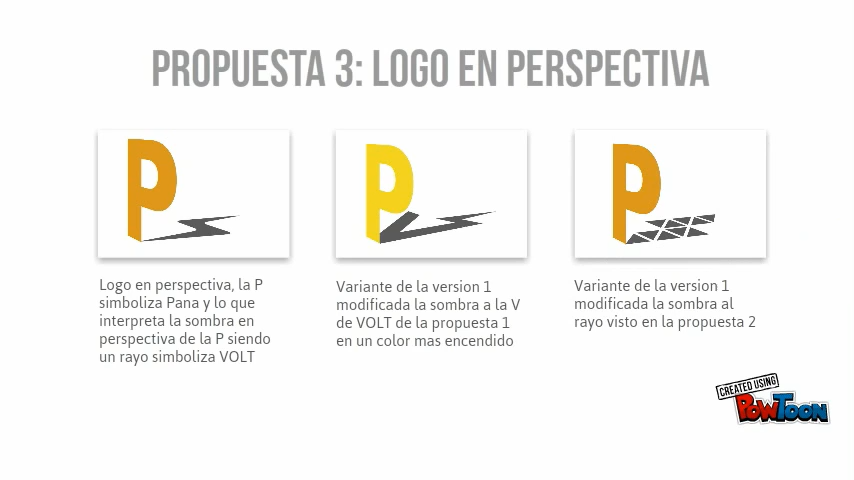 PROPUESTA 3: LOGO EN PERSPECTIVA
P
P
P
Logo en perspectiva, la P
simboliza Pana y lo que
interpreta la sombra en
perspectiva de la P siendo
un rayo simboliza VOLT
Variante de la version 1
modificada la sombra a la V
de VOLT de la propuesta 1
en un color mas encendido
Variante de la version 1
modificada la sombra al
rayo visto en la propuesta 2
CREATED USING
POWTOON